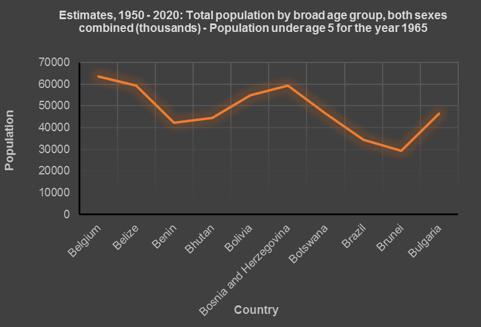 Estimates, 1950 - 2020: Total population by broad age group, both sexes
combined (thousands) - Population under age 5 for the year 1965
70000
60000
50000
40000
30000
20000
10000
0
Population
Belgium
Belize
Benin
Bhutan
Bolivia
Bosnia and Herzegovina
Botswana
Brazil
Brunei
Bulgaria
Country